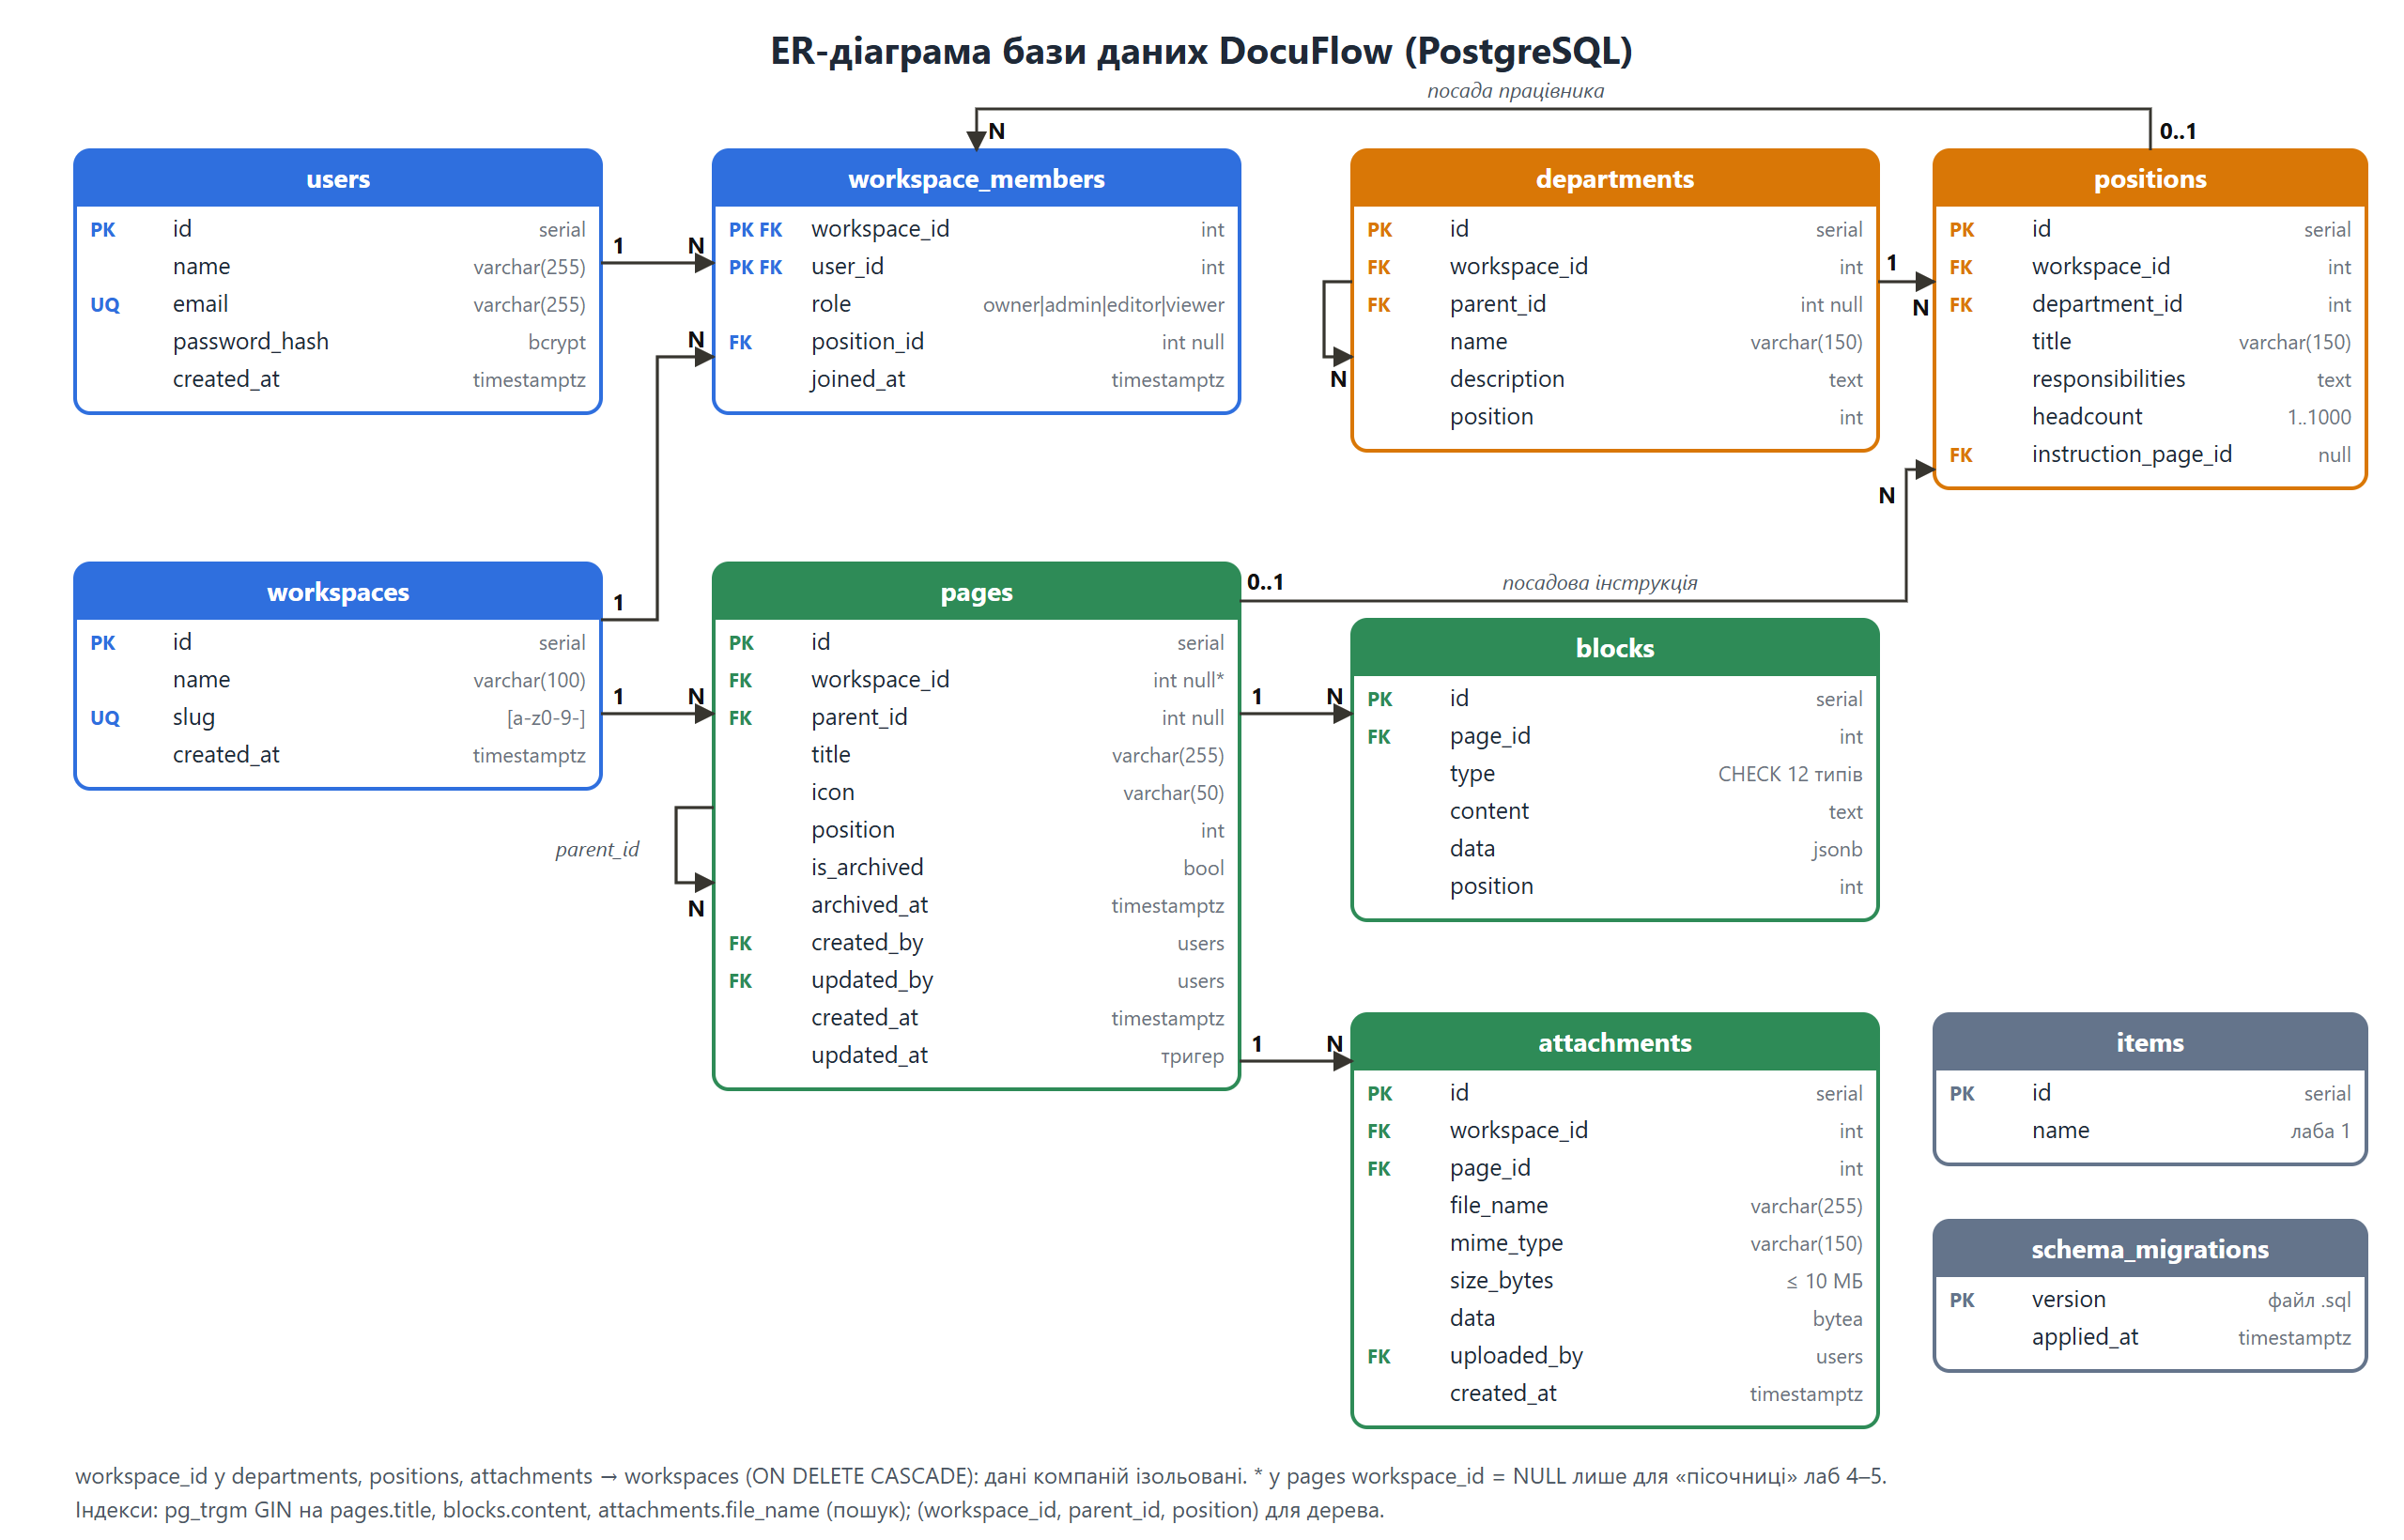 ER-діаграма бази даних DocuFlow (PostgreSQL)
посада працівника
N
0..1
users
PK id serial
name varchar(255)
UQ email varchar(255)
password_hash bcrypt
created_at timestamptz
1
N
N
workspace_members
PK FK workspace_id int
PK FK user_id int
role owner|admin|editor|viewer
FK position_id int null
joined_at timestamptz
departments
PK id serial
FK workspace_id int
FK parent_id int null
name varchar(150)
description text
position int
N
1
N
positions
PK id serial
FK workspace_id int
FK department_id int
title varchar(150)
responsibilities text
headcount 1..1000
FK instruction_page_id null
N
workspaces
PK id serial
name varchar(100)
UQ slug [a-z0-9-]
created_at timestamptz
1
1
N
pages
PK id serial
FK workspace_id int null*
FK parent_id int null
title varchar(255)
icon varchar(50)
position int
is_archived bool
archived_at timestamptz
FK created_by users
FK updated_by users
created_at timestamptz
updated_at тригер
parent_id
N
0..1
посадова інструкція
1
N
blocks
PK id serial
FK page_id int
type CHECK 12 типів
content text
data jsonb
position int
1
N
attachments
PK id serial
FK workspace_id int
FK page_id int
file_name varchar(255)
mime_type varchar(150)
size_bytes ≤ 10 МБ
data bytea
FK uploaded_by users
created_at timestamptz
items
PK id serial
name лаба 1
schema_migrations
PK version файл .sql
applied_at timestamptz
workspace_id у departments, positions, attachments → workspaces (ON DELETE CASCADE): дані компаній ізольовані. * у pages workspace_id = NULL лише для «пісочниці» лаб 4–5.
Індекси: pg_trgm GIN на pages.title, blocks.content, attachments.file_name (пошук); (workspace_id, parent_id, position) для дерева.